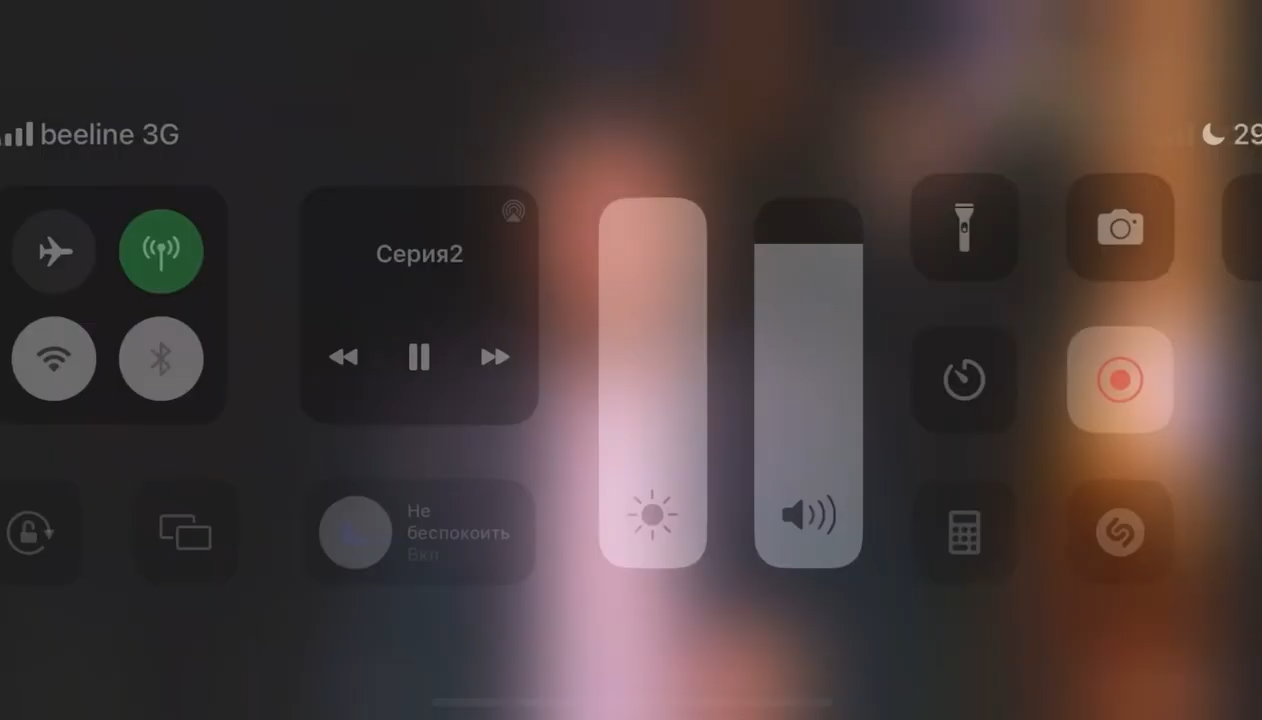 beeline 3G
29
Серия2
Не
беспокоить
Вкл